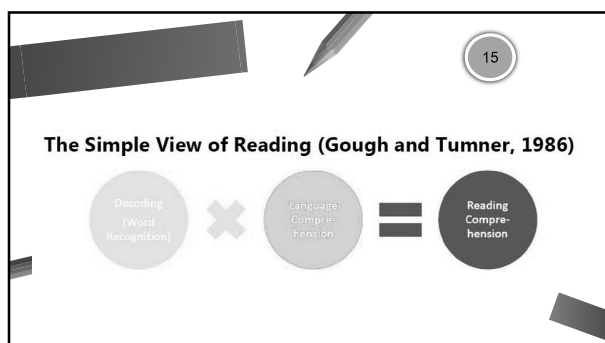 15
The Simple View of Reading (Gough and Tumner, 1986)
Decoding
(Word
Recognition)
Language
Compre-
hension
Reading
Compre-
hension